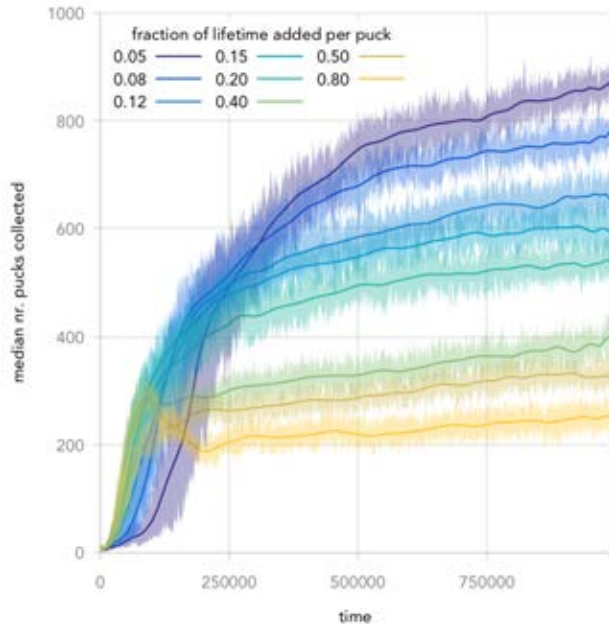 1000
fraction of lifetime added per puck
0.05 0.15 0.50
0.08 0.20 0.80
0.12 0.40
800
600
400
200
0
median nr. pucks collected
0 250000 500000 750000
time